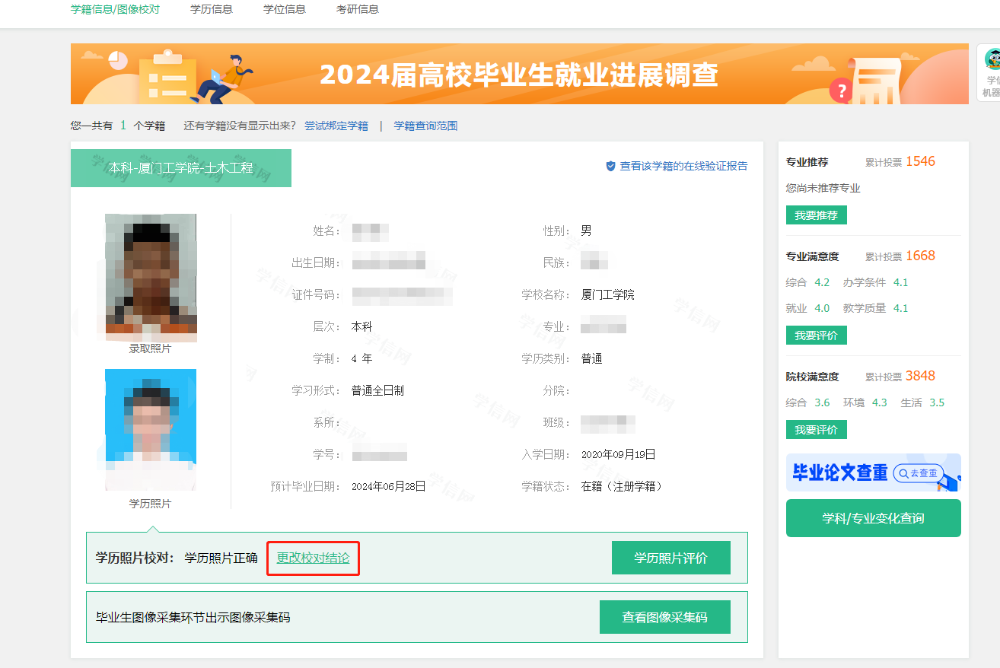 学籍信息/图像校对 学历信息 学位信息 考研信息
2024届高校毕业生就业进展调查
?
学信
机器
您一共有 1 个学籍 还有学籍没有显示出来? 尝试绑定学籍 | 学籍查询范围
本科-厦门工学院-土木工程
查看该学籍的在线验证报告
录取照片
学历照片
姓名:
性别: 男
出生日期:
民族:
证件号码:
学校名称: 厦门工学院
层次: 本科
专业:
学制: 4 年
学历类别: 普通
学习形式: 普通全日制
分院:
系所:
班级:
学号:
入学日期: 2020年09月19日
预计毕业日期: 2024年06月28日
学籍状态: 在籍（注册学籍）
学历照片校对: 学历照片正确 更改校对结论 学历照片评价
毕业生图像采集环节出示图像采集码 查看图像采集码
专业推荐 累计投票 1546
您尚未推荐专业
我要推荐
专业满意度 累计投票 1668
综合 4.2 办学条件 4.1
就业 4.0 教学质量 4.1
我要评价
院校满意度 累计投票 3848
综合 3.6 环境 4.3 生活 3.5
我要评价
毕业论文查重 去查重
学科/专业变化查询
学信网
学信网
学信网
学信网
学信网
学信网